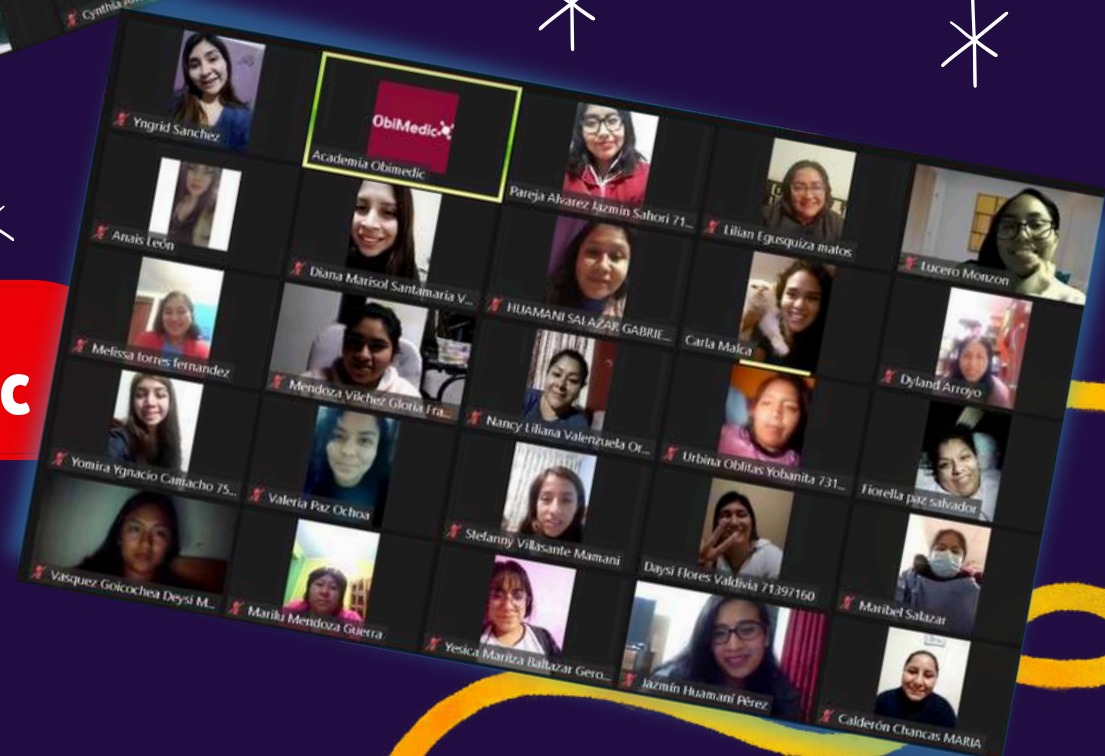 Cynthia
Yngrid Sanchez
ObiMedic
Academia Obimedic
Pareja Alvarez Jazmin Sahori 71...
Lilian Egusquiza matos
Lucero Monzon
Anais León
Diana Marisol Santamaria V...
HUAMANI SALAZAR GABRIE...
Carla Malca
Dyland Arroyo
Melissa torres fernandez
Mendoza Vilchez Gloria Fra...
Nancy Liliana Valenzuela Or...
Urbina Oblitas Yobanita 731...
Fiorella paz salvador
Yomira Ygnacio Camacho 75...
Valeria Paz Ochoa
Stefanny Villasante Mamani
Daysi Flores Valdivia 71397160
Maribel Salazar
Vasquez Goicochea Deysi M...
Marilu Mendoza Guerra
Yesica Maritza Baltazar Gero...
Jazmín Huamaní Pérez
Calderón Chancas MARIA
c